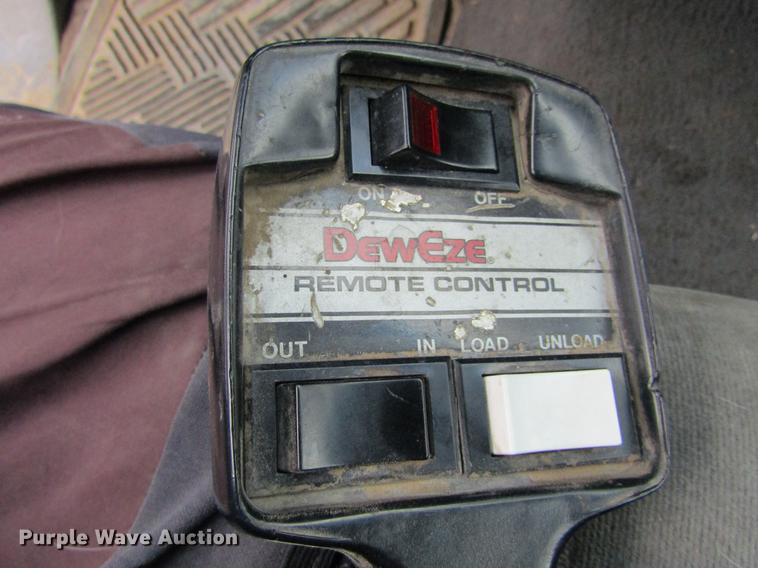 ON OFF
DewEze®
REMOTE CONTROL
OUT IN LOAD UNLOAD
Purple Wave Auction